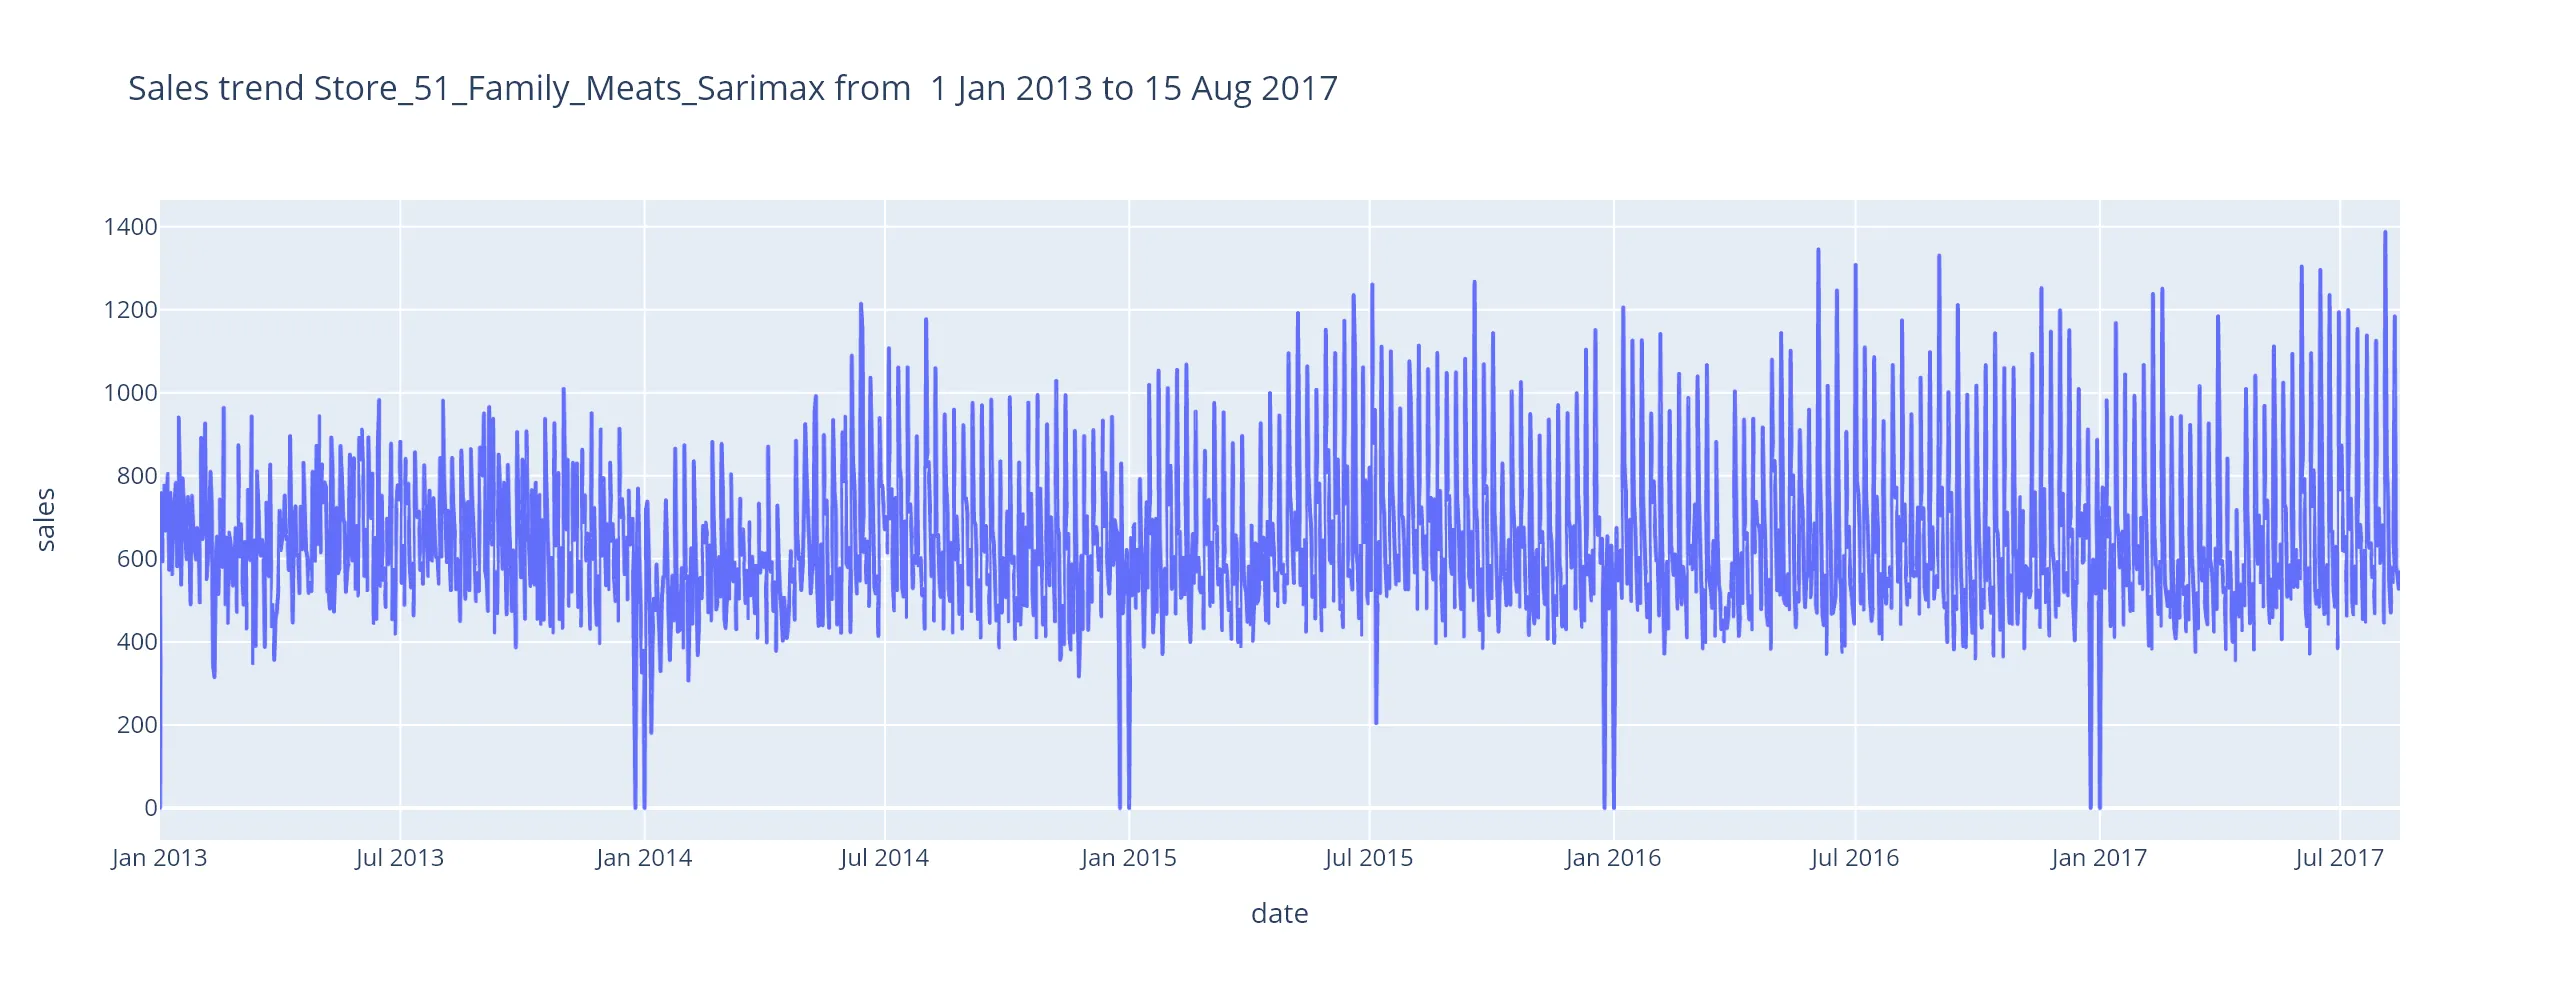 Sales trend Store_51_Family_Meats_Sarimax from  1 Jan 2013 to 15 Aug 2017
1400
1200
1000
800
600
400
200
0
sales
Jan 2013 Jul 2013 Jan 2014 Jul 2014 Jan 2015 Jul 2015 Jan 2016 Jul 2016 Jan 2017 Jul 2017
date